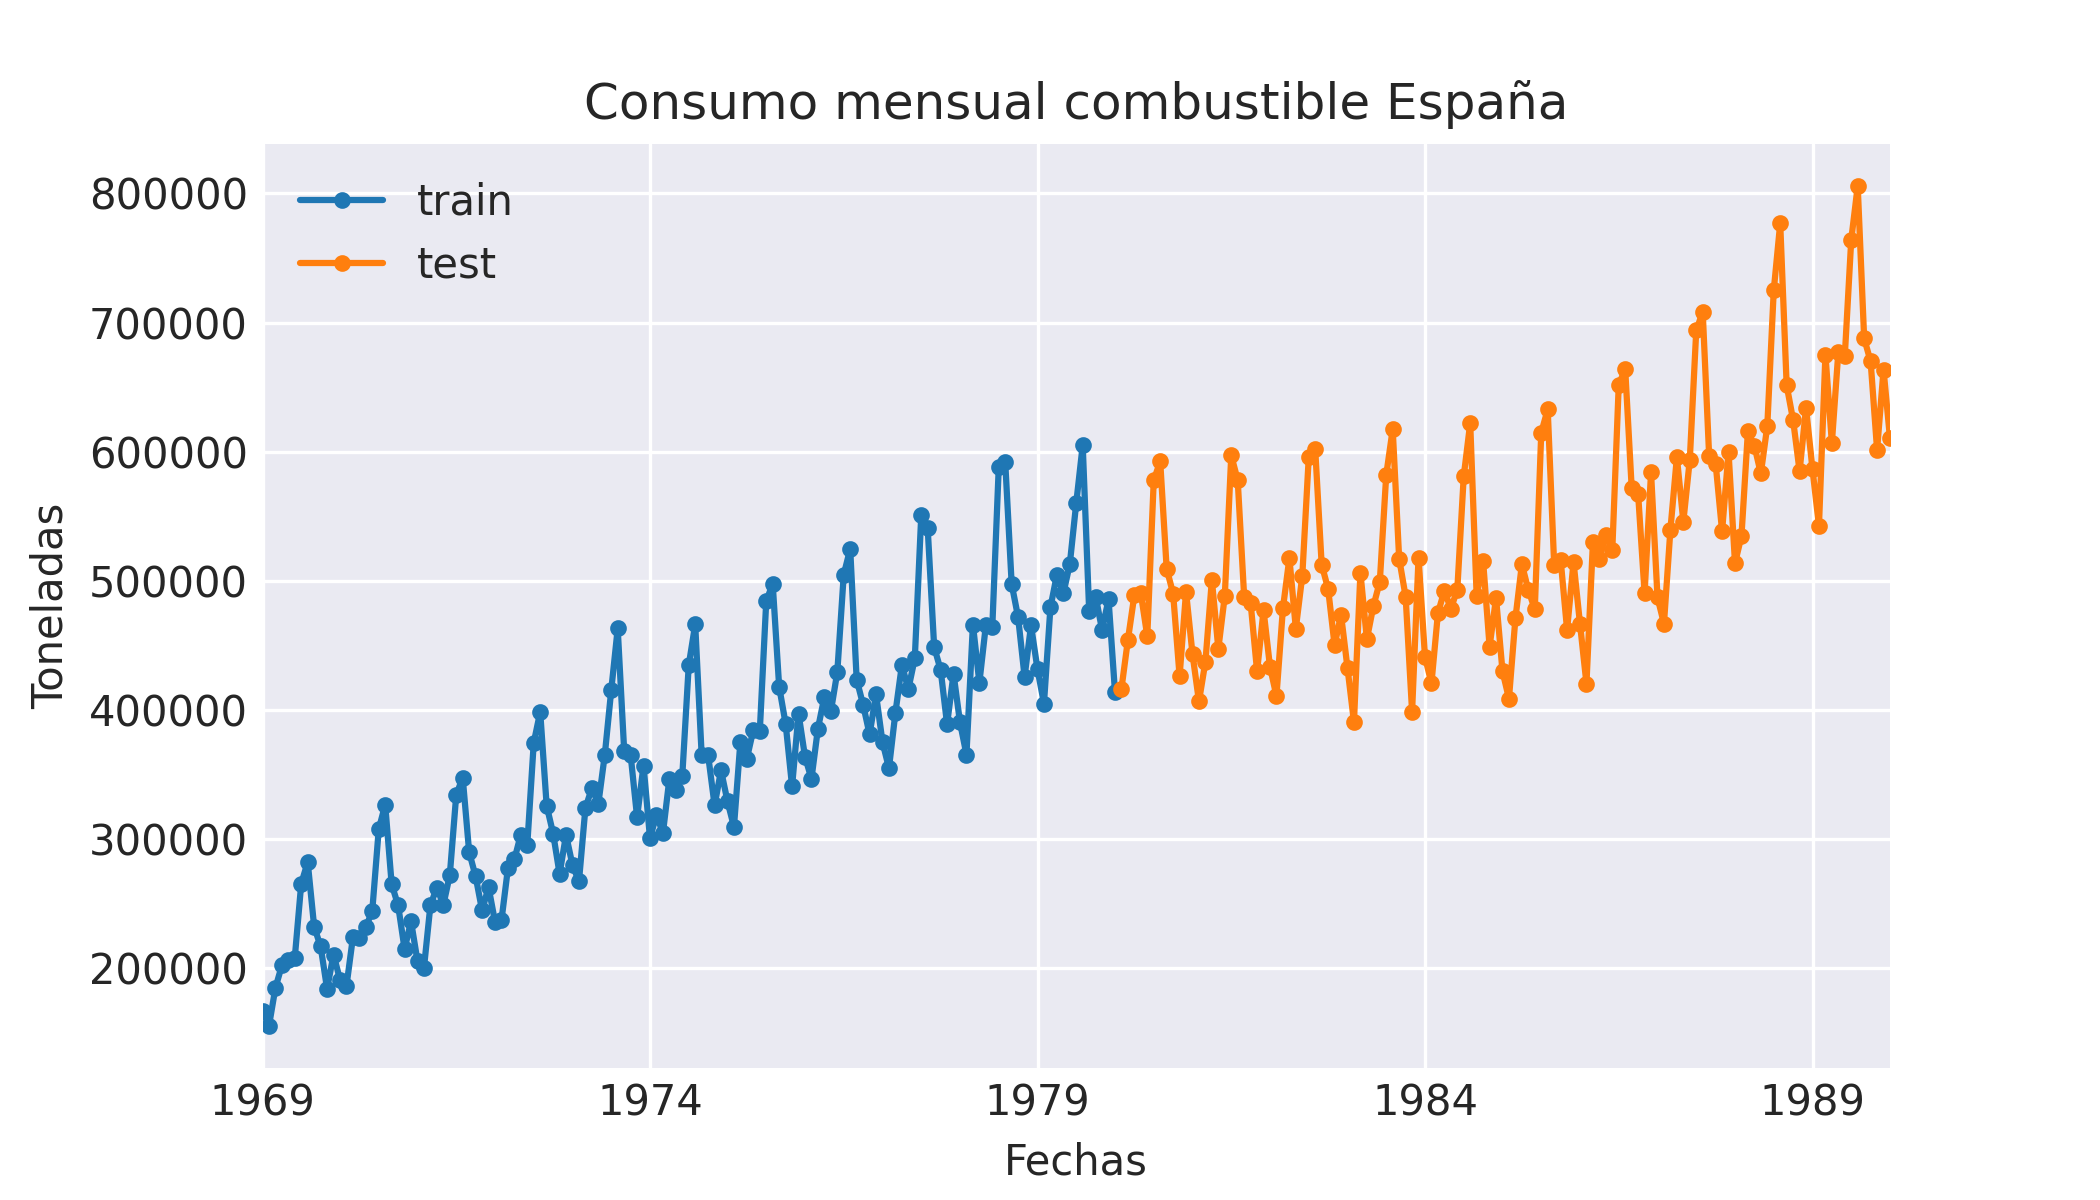 Consumo mensual combustible España
train
test
800000
700000
600000
500000
400000
300000
200000
Toneladas
1969 1974 1979 1984 1989
Fechas